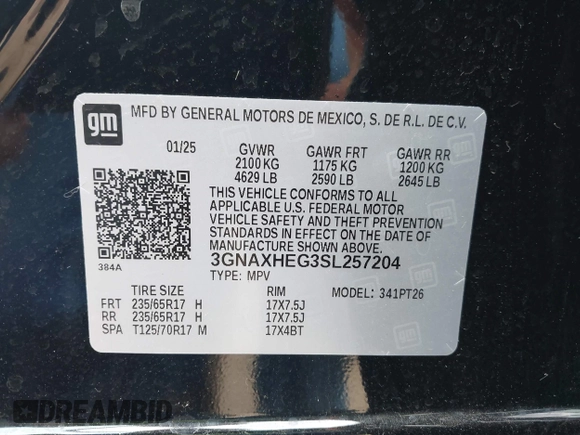 gm
MFD BY GENERAL MOTORS DE MEXICO, S. DE R.L. DE C.V.
01/25 GVWR GAWR FRT GAWR RR
2100 KG 1175 KG 1200 KG
4629 LB 2590 LB 2645 LB
THIS VEHICLE CONFORMS TO ALL
APPLICABLE U.S. FEDERAL MOTOR
VEHICLE SAFETY AND THEFT PREVENTION
STANDARDS IN EFFECT ON THE DATE OF
MANUFACTURE SHOWN ABOVE.
384A
3GNAXHEG3SL257204
TYPE: MPV
TIRE SIZE RIM MODEL: 341PT26
FRT 235/65R17 H 17X7.5J
RR 235/65R17 H 17X7.5J
SPA T125/70R17 M 17X4BT
DREAMBID